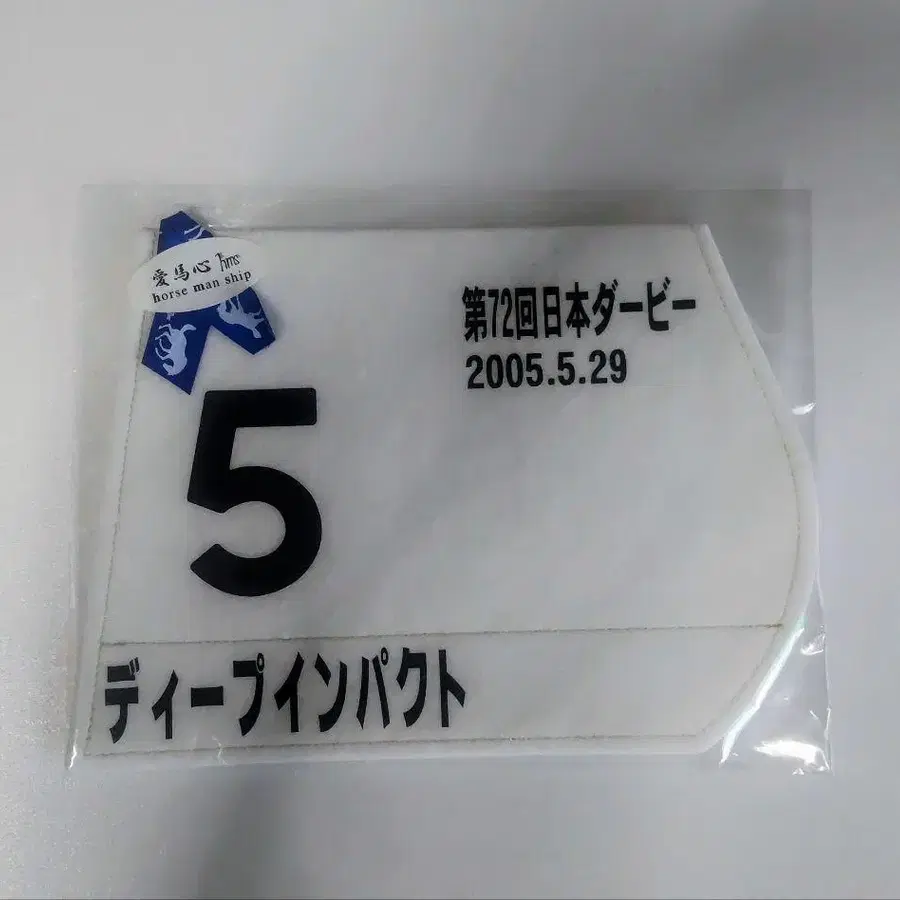 愛馬心 hms
horse man ship
第72回日本ダービー
2005.5.29
5
ディープインパクト